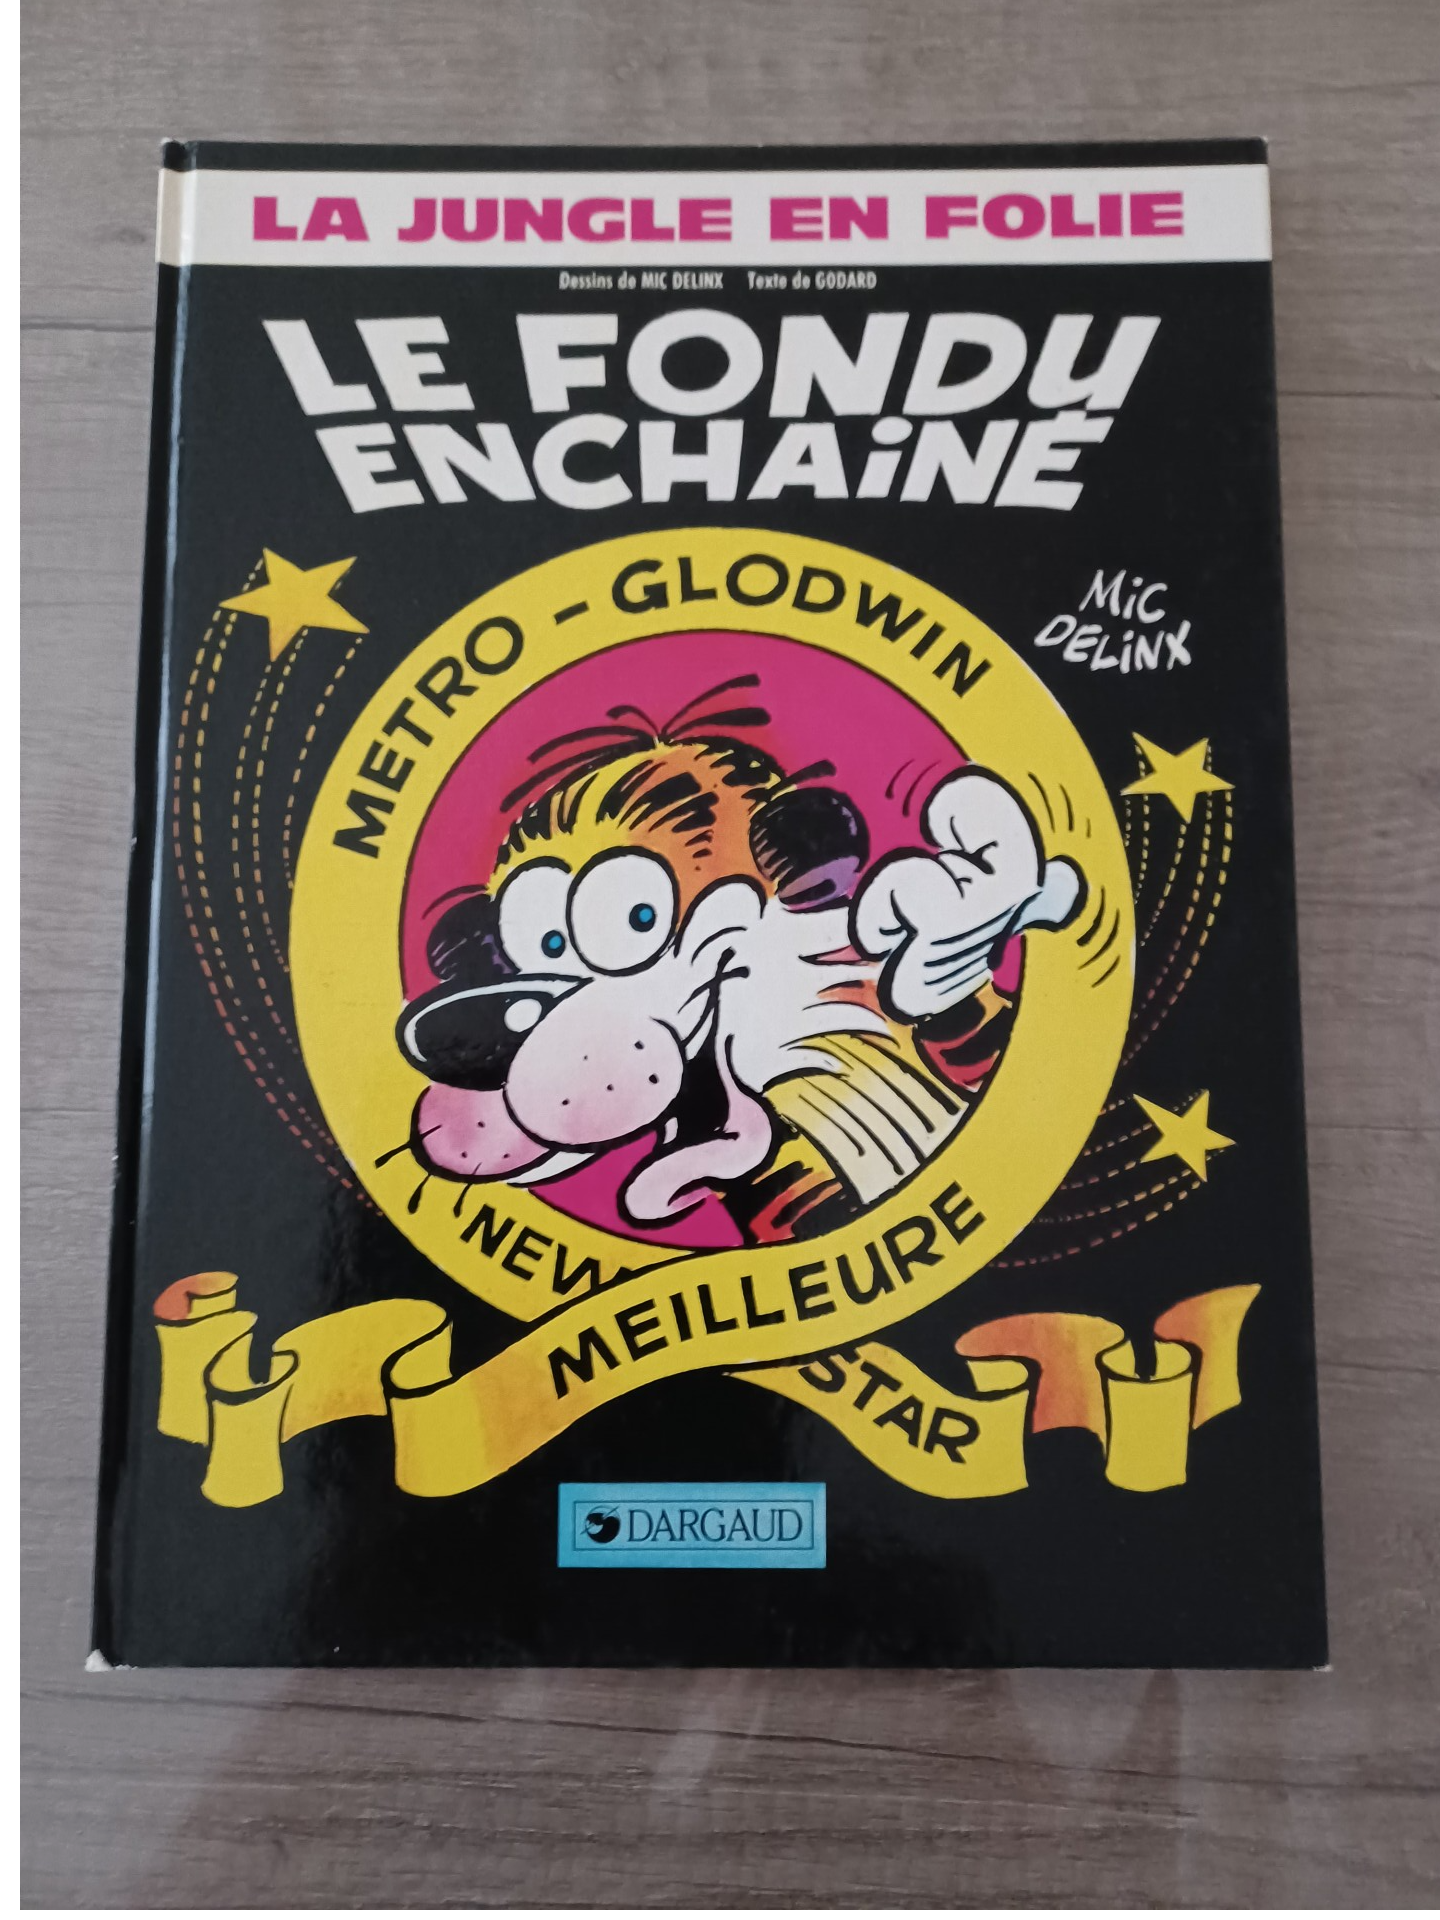 LA JUNGLE EN FOLIE
Dessins de MIC DELINX Texte de GODARD
LE FONDU
ENCHAiNÉ
MiC
DELiNX
METRO - GLODWIN
NEW
MEILLEURE
STAR
DARGAUD